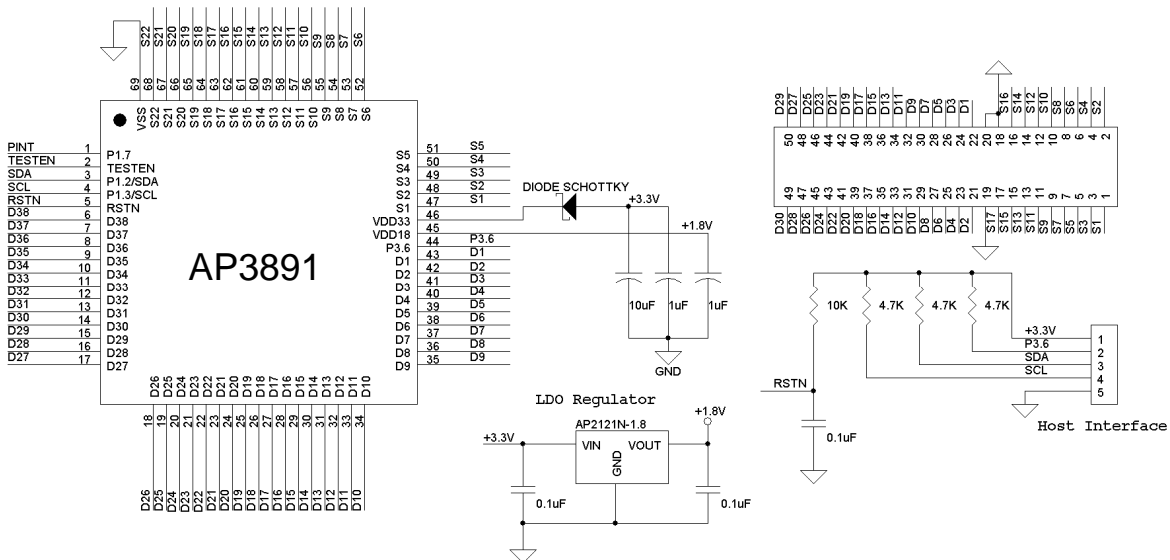 S22 S21 S20 S19 S18 S17 S16 S15 S14 S13 S12 S11 S10 S9 S8 S7 S6
69 68 67 66 65 64 63 62 61 60 59 58 57 56 55 54 53 52
VSS S22 S21 S20 S19 S18 S17 S16 S15 S14 S13 S12 S11 S10 S9 S8 S7 S6
PINT 1 P1.7
TESTEN 2 TESTEN
SDA 3 P1.2/SDA
SCL 4 P1.3/SCL
RSTN 5 RSTN
D38 6 D38
D37 7 D37
D36 8 D36
D35 9 D35
D34 10 D34
D33 11 D33
D32 12 D32
D31 13 D31
D30 14 D30
D29 15 D29
D28 16 D28
D27 17 D27
AP3891
S5 51 S5
S4 50 S4
S3 49 S3
S2 48 S2
S1 47 S1
VDD33 46
VDD18 45
P3.6 44 P3.6
D1 43 D1
D2 42 D2
D3 41 D3
D4 40 D4
D5 39 D5
D6 38 D6
D7 37 D7
D8 36 D8
D9 35 D9
D26 D25 D24 D23 D22 D21 D20 D19 D18 D17 D16 D15 D14 D13 D12 D11 D10
18 19 20 21 22 23 24 25 26 27 28 29 30 31 32 33 34
D26 D25 D24 D23 D22 D21 D20 D19 D18 D17 D16 D15 D14 D13 D12 D11 D10
DIODE SCHOTTKY
+3.3V
+1.8V
10uF 1uF 1uF
GND
LDO Regulator
AP2121N-1.8
+1.8V
+3.3V
VIN VOUT
GND
0.1uF 0.1uF
D29 D27 D25 D23 D21 D19 D17 D15 D13 D11 D9 D7 D5 D3 D1 S16 S14 S12 S10 S8 S6 S4 S2
50 48 46 44 42 40 38 36 34 32 30 28 26 24 22 20 18 16 14 12 10 8 6 4 2
49 47 45 43 41 39 37 35 33 31 29 27 25 23 21 19 17 15 13 11 9 7 5 3 1
D30 D28 D26 D24 D22 D20 D18 D16 D14 D12 D10 D8 D6 D4 D2 S17 S15 S13 S11 S9 S7 S5 S3 S1
10K 4.7K 4.7K 4.7K
+3.3V 1
P3.6 2
SDA 3
SCL 4
5
RSTN
0.1uF
Host Interface